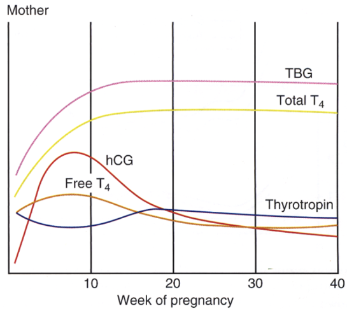 Mother
TBG
Total T₄
hCG
Free T₄
Thyrotropin
10 20 30 40
Week of pregnancy